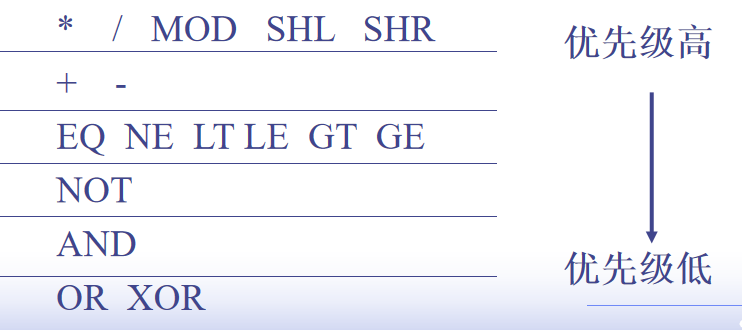 * / MOD SHL SHR
优先级高
+ -
EQ NE LT LE GT GE
NOT
AND
优先级低
OR XOR